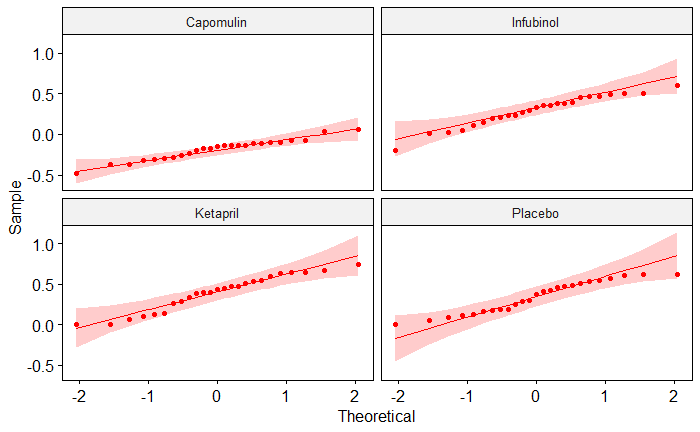 Capomulin Infubinol
1.0
0.5
0.0
-0.5
Sample
Ketapril Placebo
1.0
0.5
0.0
-0.5
-2 -1 0 1 2 -2 -1 0 1 2
Theoretical